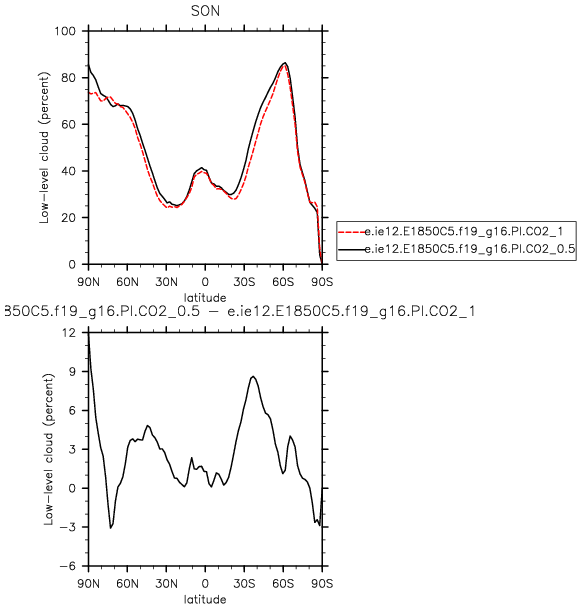 SON
100
80
60
40
20
0
Low-level cloud (percent)
90N 60N 30N 0 30S 60S 90S
latitude
e.ie12.E1850C5.f19_g16.PI.CO2_1
e.ie12.E1850C5.f19_g16.PI.CO2_0.5
850C5.f19_g16.PI.CO2_0.5 − e.ie12.E1850C5.f19_g16.PI.CO2_1
12
9
6
3
0
−3
−6
Low-level cloud (percent)
90N 60N 30N 0 30S 60S 90S
latitude